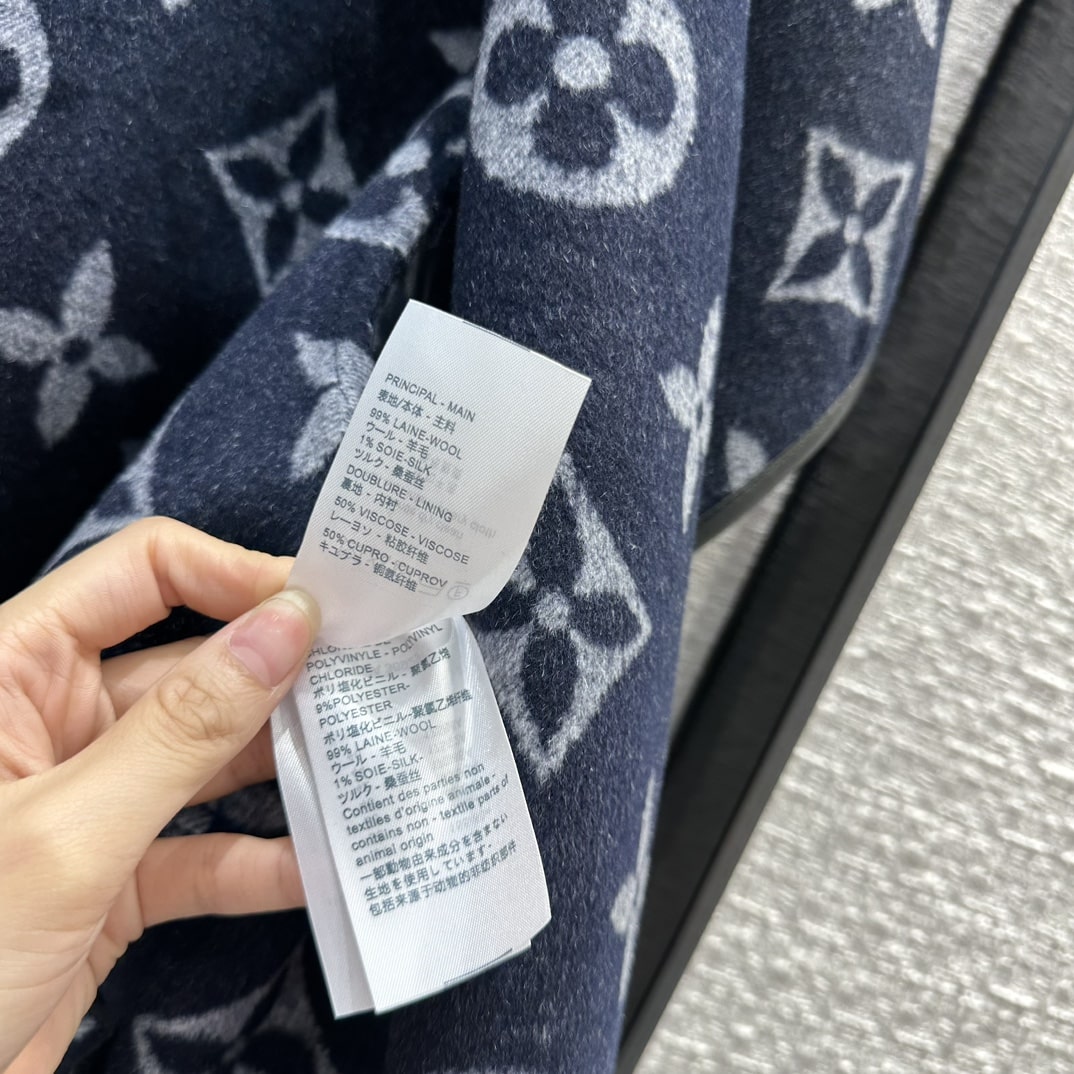 PRINCIPAL - MAIN
表地/本体 - 主料
99% LAINE-WOOL
ウール - 羊毛
1% SOIE-SILK
ツルク - 桑蚕丝
DOUBLURE - LINING
裏地 - 内衬
50% VISCOSE - VISCOSE
レーヨソ - 粘胶纤维
50% CUPRO - CUPROV
キユプラ - 铜氨纤维
POLYVINYLE - POLYVINYL
CHLORIDE
ポリ塩化ビニル - 聚氯乙烯
9%POLYESTER-
POLYESTER
ポリ塩化ビニル-聚氯乙烯纤维
99% LAINE-WOOL
ウール - 羊毛
1% SOIE-SILK-
ツルク - 桑蚕丝
Contient des parties non
textiles d'origine animale -
contains non - textile parts of
animal origin
一部動物由来成分を含まない
生地を使用しています-
包括来源于动物的非纺织部件